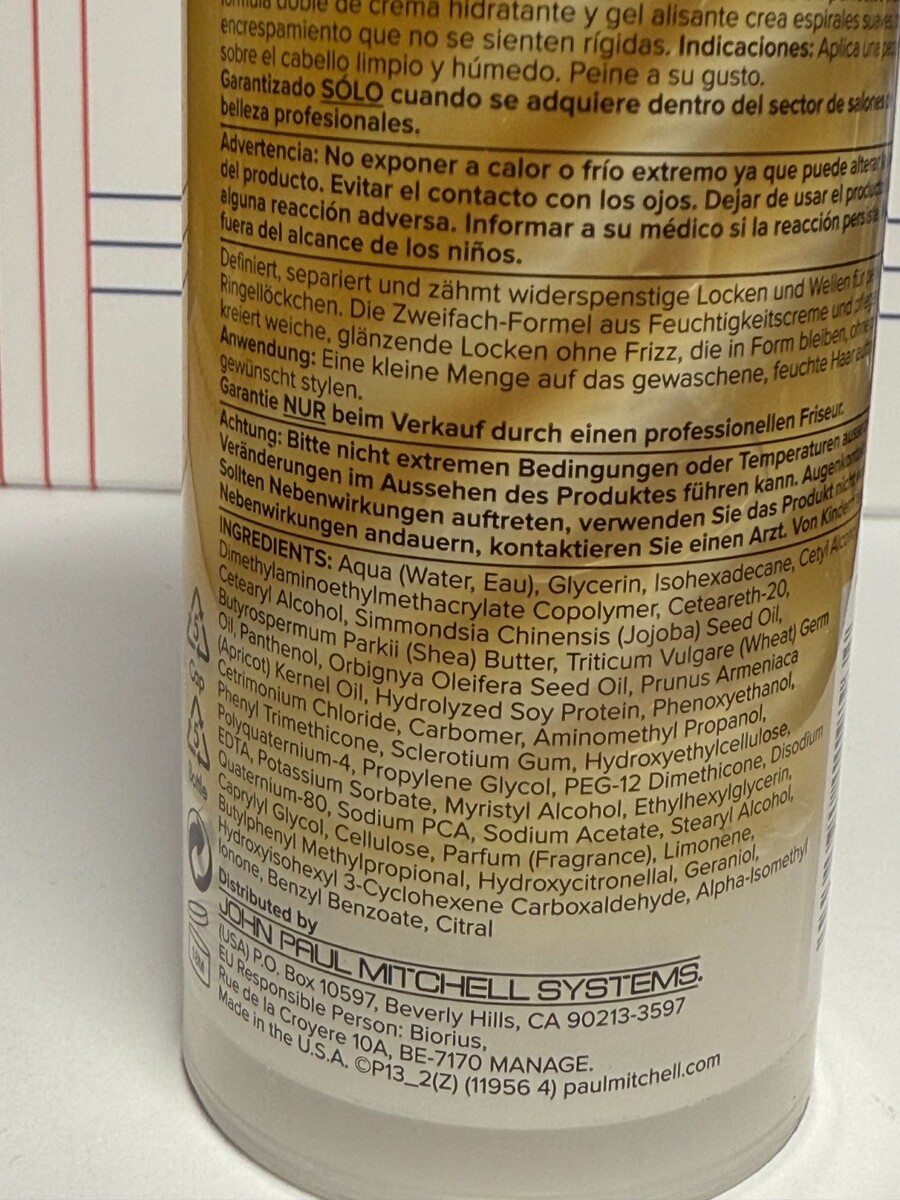 fórmula doble de crema hidratante y gel alisante crea espirales suaves
encrespamiento que no se sienten rígidas. Indicaciones: Aplica una
sobre el cabello limpio y húmedo. Peine a su gusto.
Garantizado SÓLO cuando se adquiere dentro del sector de salones
belleza profesionales.
Advertencia: No exponer a calor o frío extremo ya que puede alterar
del producto. Evitar el contacto con los ojos. Dejar de usar el producto
alguna reacción adversa. Informar a su médico si la reacción persiste
fuera del alcance de los niños.
Definiert, separiert und zähmt widerspenstige Locken und Wellen für
Ringellöckchen. Die Zweifach-Formel aus Feuchtigkeitscreme und
kreiert weiche, glänzende Locken ohne Frizz, die in Form bleiben,
Anwendung: Eine kleine Menge auf das gewaschene, feuchte Haar
gewünscht stylen.
Garantie NUR beim Verkauf durch einen professionellen Friseur.
Achtung: Bitte nicht extremen Bedingungen oder Temperaturen
Veränderungen im Aussehen des Produktes führen kann.
Sollten Nebenwirkungen auftreten, verwenden Sie das Produkt
Nebenwirkungen andauern, kontaktieren Sie einen Arzt. Von
INGREDIENTS: Aqua (Water, Eau), Glycerin, Isohexadecane, Cetyl
Dimethylaminoethylmethacrylate Copolymer, Ceteareth-20,
Cetearyl Alcohol, Simmondsia Chinensis (Jojoba) Seed Oil,
Butyrospermum Parkii (Shea) Butter, Triticum Vulgare (Wheat) Germ
Oil, Panthenol, Orbignya Oleifera Seed Oil, Prunus Armeniaca
(Apricot) Kernel Oil, Hydrolyzed Soy Protein, Phenoxyethanol,
Cetrimonium Chloride, Carbomer, Aminomethyl Propanol,
Phenyl Trimethicone, Sclerotium Gum, Hydroxyethylcellulose,
Polyquaternium-4, Propylene Glycol, PEG-12 Dimethicone, Disodium
EDTA, Potassium Sorbate, Myristyl Alcohol, Ethylhexylglycerin,
Quaternium-80, Sodium PCA, Sodium Acetate, Stearyl Alcohol,
Caprylyl Glycol, Cellulose, Parfum (Fragrance), Limonene,
Butylphenyl Methylpropional, Hydroxycitronellal, Geraniol,
Hydroxyisohexyl 3-Cyclohexene Carboxaldehyde, Alpha-Isomethyl
Ionone, Benzyl Benzoate, Citral
5
Cap
5
Bottle
18M
Distributed by
JOHN PAUL MITCHELL SYSTEMS.
(USA) P.O. Box 10597, Beverly Hills, CA 90213-3597
EU Responsible Person: Biorius,
Rue de la Croyere 10A, BE-7170 MANAGE.
Made in the U.S.A. ©P13_2(Z) (11956 4) paulmitchell.com